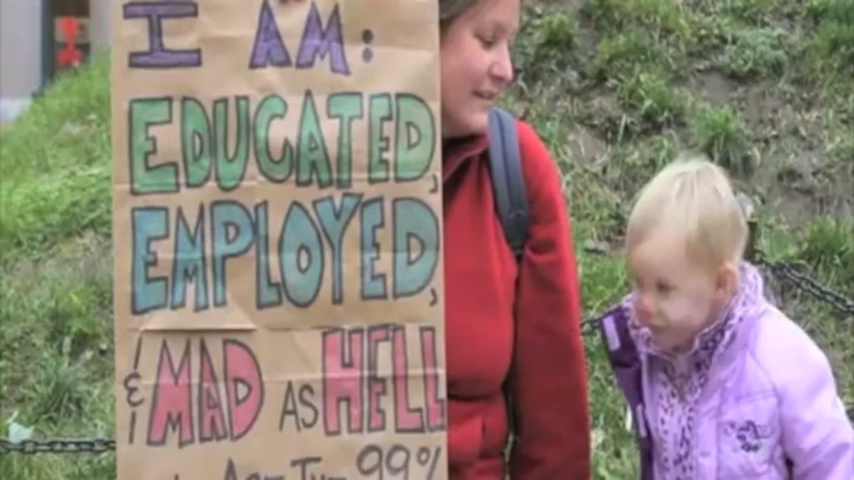 I AM:
EDUCATED,
EMPLOYED,
& MAD AS HELL
99%